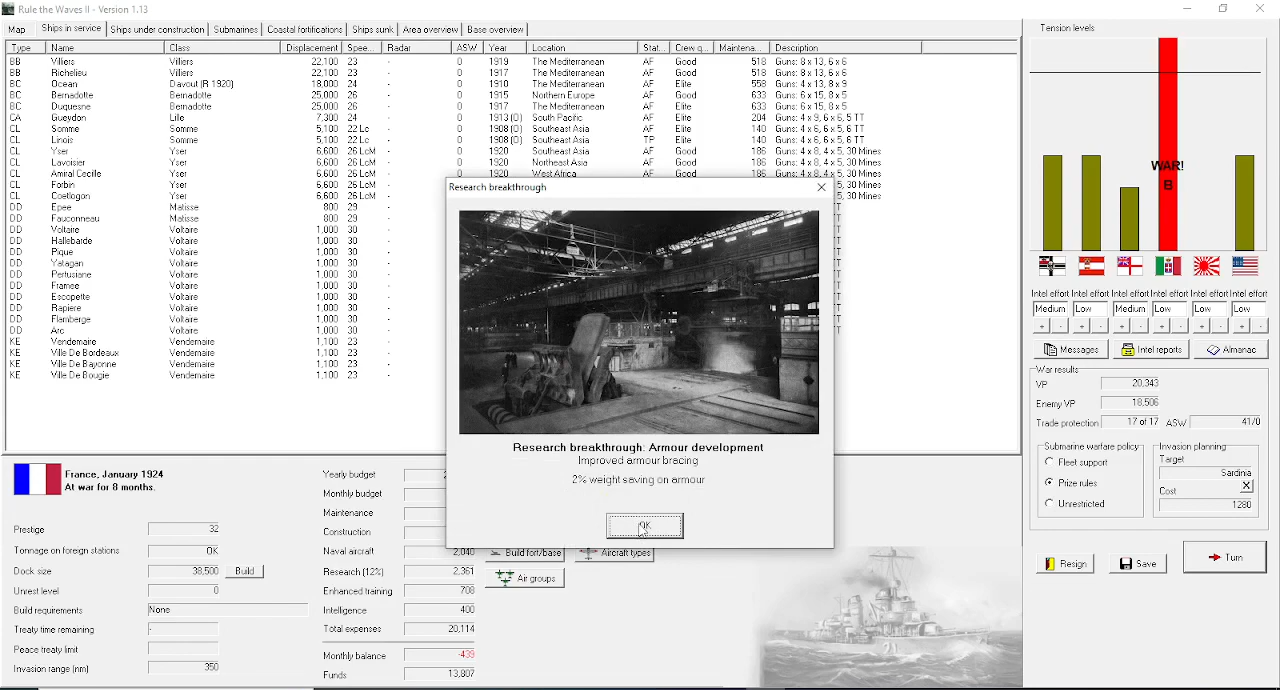 Rule the Waves II - Version 1.13
Map Ships in service Ships under construction Submarines Coastal fortifications Ships sunk Area overview Base overview
Type Name Class Displacement Spee... Radar ASW Year Location Stat... Crew q... Maintena... Description
BB Villiers Villiers 22,100 23 - 0 1919 The Mediterranean AF Good 518 Guns: 8 x 13, 6 x 6
BB Richelieu Villiers 22,100 23 - 0 1917 The Mediterranean AF Good 518 Guns: 8 x 13, 6 x 6
BC Ocean Davout (R 1920) 18,000 24 - 0 1910 The Mediterranean AF Elite 558 Guns: 4 x 13, 8 x 9
BC Bernadotte Bernadotte 25,000 26 - 0 1915 Northern Europe AF Good 633 Guns: 6 x 15, 8 x 5
BC Duquesne Bernadotte 25,000 26 - 0 1917 The Mediterranean AF Elite 633 Guns: 6 x 15, 8 x 5
CA Gueydon Lille 7,300 24 - 0 1913 (O) South Pacific AF Elite 204 Guns: 4 x 9, 6 x 6, 5 TT
CL Somme Somme 5,100 22 Lc - 0 1908 (O) Southeast Asia AF Elite 140 Guns: 4 x 6, 6 x 5, 6 TT
CL Linois Somme 5,100 22 Lc - 0 1908 (O) Southeast Asia TP Elite 140 Guns: 4 x 6, 6 x 5, 6 TT
CL Yser Yser 6,600 26 LcM - 0 1920 Southeast Asia AF Good 186 Guns: 4 x 8, 4 x 5, 30 Mines
CL Lavoisier Yser 6,600 26 LcM - 0 1920 Northeast Asia AF Good 186 Guns: 4 x 8, 4 x 5, 30 Mines
CL Amiral Cecille Yser 6,600 26 LcM - 0 1920 West Africa AF Good 186 Guns: 4 x 8, 4 x 5, 30 Mines
CL Forbin Yser 6,600 26 LcM 5, 30 Mines
CL Coetlogon Yser 6,600 26 LcM 5, 30 Mines
DD Epee Matisse 800 29 -
DD Fauconneau Matisse 800 29 -
DD Voltaire Voltaire 1,000 30 -
DD Hallebarde Voltaire 1,000 30 -
DD Pique Voltaire 1,000 30 -
DD Yatagan Voltaire 1,000 30 -
DD Pertuisane Voltaire 1,000 30 -
DD Framee Voltaire 1,000 30 -
DD Escopette Voltaire 1,000 30 -
DD Rapiere Voltaire 1,000 30 -
DD Flamberge Voltaire 1,000 30 -
DD Arc Voltaire 1,000 30 -
KE Vendemaire Vendemaire 1,100 23 -
KE Ville De Bordeaux Vendemaire 1,100 23 -
KE Ville De Bayonne Vendemaire 1,100 23 -
KE Ville De Bougie Vendemaire 1,100 23 -
Research breakthrough
Research breakthrough: Armour development
Improved armour bracing
2% weight saving on armour
OK
France, January 1924
At war for 8 months.
Prestige 32
Tonnage on foreign stations OK
Dock size 38,500 Build
Unrest level 0
Build requirements None
Treaty time remaining -
Peace treaty limit
Invasion range (nm) 350
Yearly budget
Monthly budget
Maintenance
Construction
Naval aircraft 2,040
Research (12%) 2,361
Enhanced training 708
Intelligence 400
Total expenses 20,114
Monthly balance -439
Funds 13,807
Build fort/base Aircraft types
Air groups
Tension levels
WAR!
B
Intel effort Intel effort Intel effort Intel effort Intel effort Intel effort
Medium Low Medium Low Low Low
+ - + - + - + - + - + -
Messages Intel reports Almanac
War results
VP 20,343
Enemy VP 18,506
Trade protection 17 of 17 ASW 41/0
Submarine warfare policy
Fleet support
Prize rules
Unrestricted
Invasion planning
Target
Sardinia
Cost X
1280
Resign Save Turn